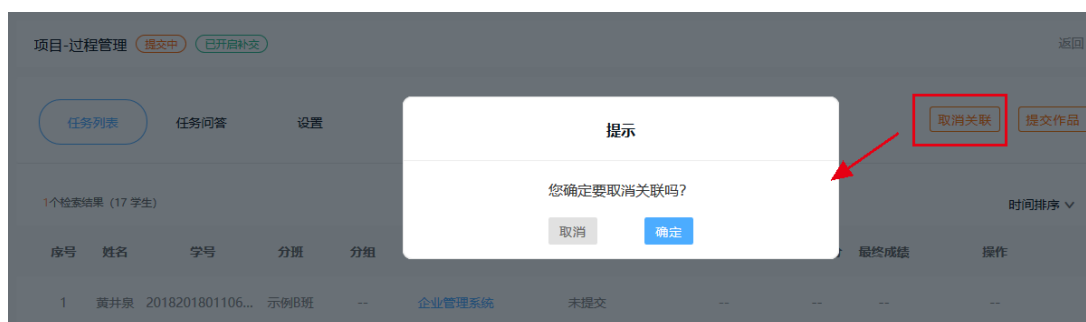 项目-过程管理 提交中 已开启补交 返回
任务列表 任务问答 设置 取消关联 提交作品
提示
您确定要取消关联吗?
取消 确定
1个检索结果 (17 学生) 时间排序
序号 姓名 学号 分班 分组 最终成绩 操作
1 黄井泉 2018201801106... 示例B班 -- 企业管理系统 未提交 -- -- -- --